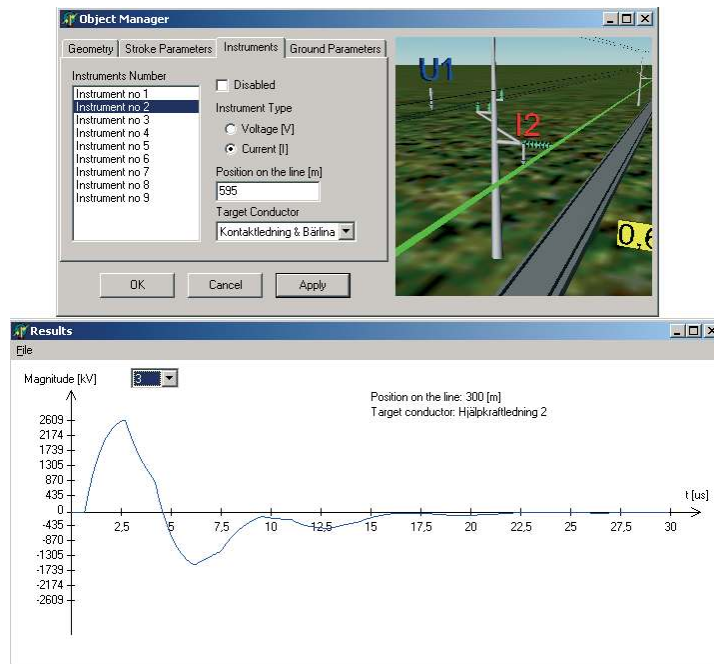 Object Manager
Geometry Stroke Parameters Instruments Ground Parameters
Instruments Number
Instrument no 1
Instrument no 2
Instrument no 3
Instrument no 4
Instrument no 5
Instrument no 6
Instrument no 7
Instrument no 8
Instrument no 9
Disabled
Instrument Type
Voltage [V]
Current [I]
Position on the line [m]
595
Target Conductor
Kontaktledning & Bärlina
OK Cancel Apply
U1
I2
0,6
Results
File
Magnitude [kV]
3
Position on the line: 300 [m]
Target conductor: Hjälpkraftledning 2
2609
2174
1739
1305
870
435
0
-435
-870
-1305
-1739
-2174
-2609
t [us]
2,5 5 7,5 10 12,5 15 17,5 20 22,5 25 27,5 30